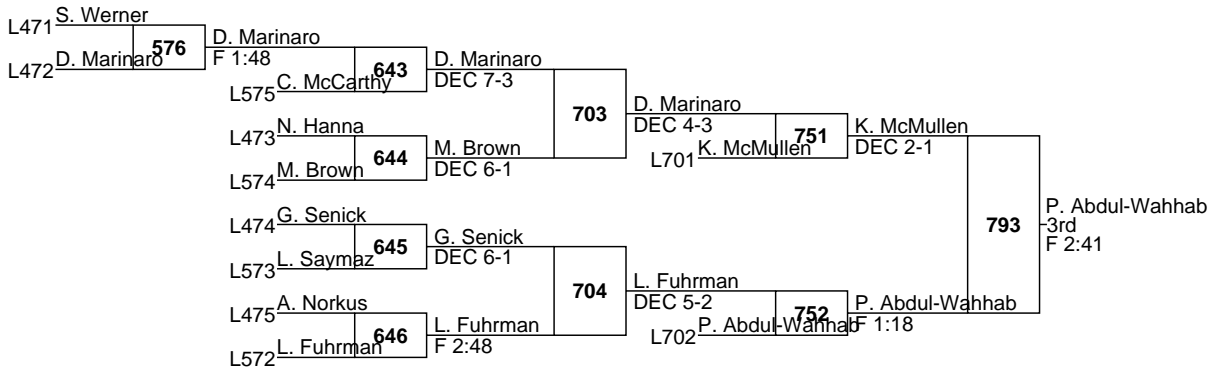 L471 S. Werner
576
L472 D. Marinaro
D. Marinaro
F 1:48
643
L575 C. McCarthy
D. Marinaro
DEC 7-3
L473 N. Hanna
644
L574 M. Brown
M. Brown
DEC 6-1
703
D. Marinaro
DEC 4-3
L701 K. McMullen
751
K. McMullen
DEC 2-1
L474 G. Senick
645
L573 L. Saymaz
G. Senick
DEC 6-1
L475 A. Norkus
646
L572 L. Fuhrman
L. Fuhrman
F 2:48
704
L. Fuhrman
DEC 5-2
L702 P. Abdul-Wahhab
752
P. Abdul-Wahhab
F 1:18
793
P. Abdul-Wahhab
3rd
F 2:41